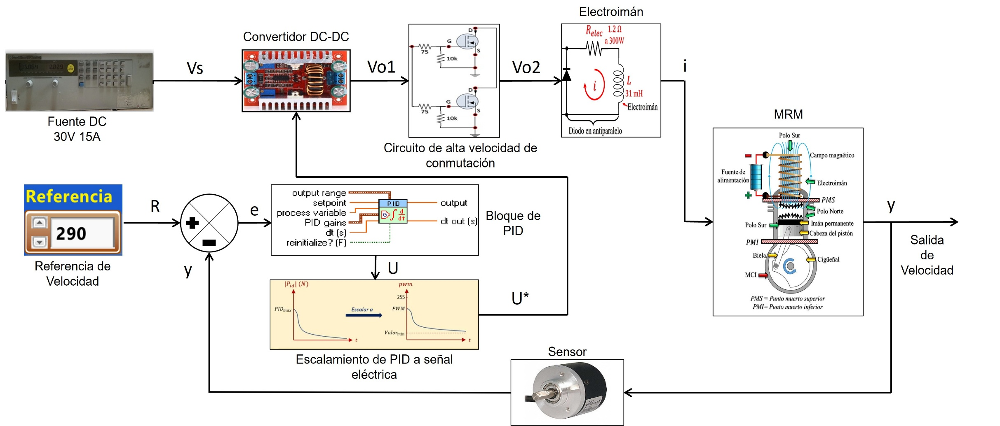 Electroimán
Convertidor DC-DC
Vs
Vo1
Vo2
i
D
G
S
75
10k
D
G
S
75
10k
R_elec 1.2 Ω
a 300W
i
L
31 mH
Electroimán
Diodo en antiparalelo
Fuente DC
30V 15A
Circuito de alta velocidad de
conmutación
MRM
Polo Sur
Campo magnético
Fuente de
alimentación
Electroimán
PMS
Polo Norte
Polo Sur
Imán permanente
Cabeza del pistón
PMI
Biela
Cigüeñal
MCI
PMS = Punto muerto superior
PMI= Punto muerto inferior
Referencia
290
Referencia de
Velocidad
R
e
y
output range
setpoint
process variable
PID gains
dt (s)
reinitialize? (F)
PID
G
d
dt
output
dt out (s)
Bloque de
PID
U
|P_id| (N)
PID_max
t
Escalar a
pwm
255
PWM
Valor_min
t
U*
Escalamiento de PID a señal
eléctrica
y
Salida
de
Velocidad
Sensor